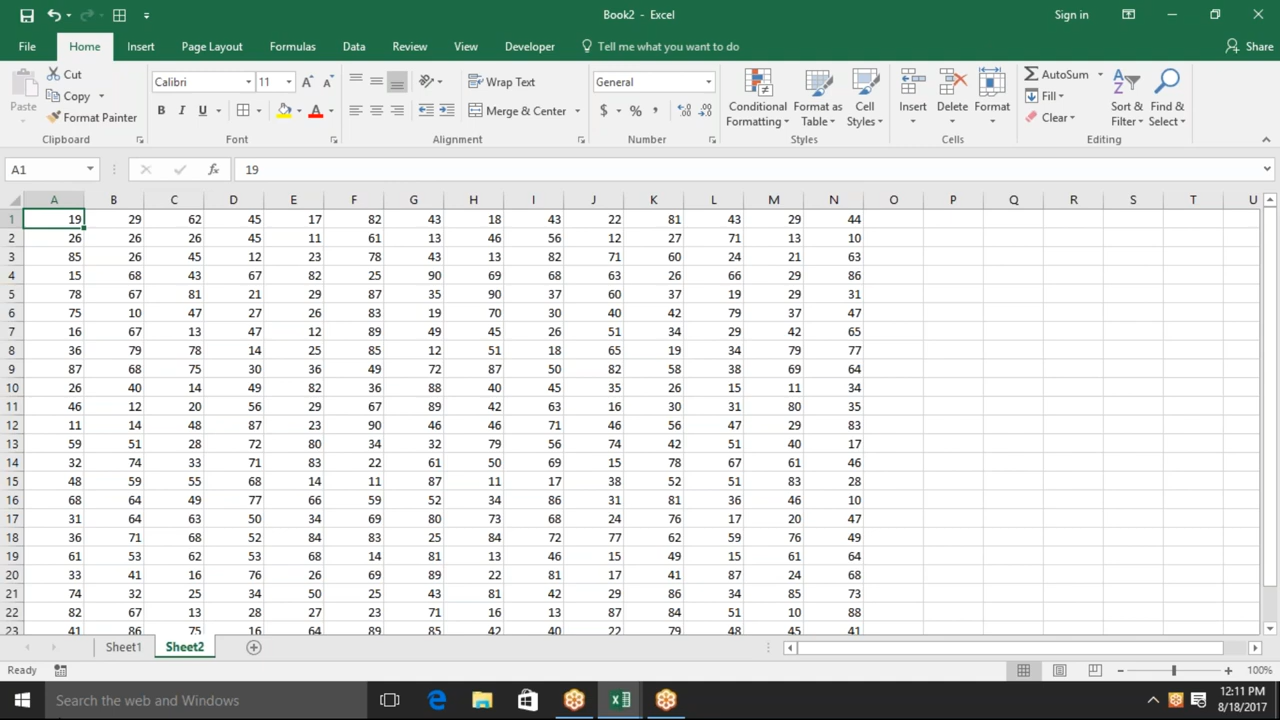 Book2 - Excel
Sign in
File Home Insert Page Layout Formulas Data Review View Developer Tell me what you want to do Share
Paste
Cut
Copy
Format Painter
Clipboard
Calibri 11
B I U A
Font
Wrap Text
Merge & Center
Alignment
General
$ % ,
Number
Conditional Formatting
Format as Table
Cell Styles
Styles
Insert Delete Format
Cells
AutoSum
Fill
Clear
Sort & Filter
Find & Select
Editing
A1 fx 19
A B C D E F G H I J K L M N O P Q R S T U
1 19 29 62 45 17 82 43 18 43 22 81 43 29 44
2 26 26 26 45 11 61 13 46 56 12 27 71 13 10
3 85 26 45 12 23 78 43 13 82 71 60 24 21 63
4 15 68 43 67 82 25 90 69 68 63 26 66 29 86
5 78 67 81 21 29 87 35 90 37 60 37 19 29 31
6 75 10 47 27 26 83 19 70 30 40 42 79 37 47
7 16 67 13 47 12 89 49 45 26 51 34 29 42 65
8 36 79 78 14 25 85 12 51 18 65 19 34 79 77
9 87 68 75 30 36 49 72 87 50 82 58 38 69 64
10 26 40 14 49 82 36 88 40 45 35 26 15 11 34
11 46 12 20 56 29 67 89 42 63 16 30 31 80 35
12 11 14 48 87 23 90 46 46 71 46 56 47 29 83
13 59 51 28 72 80 34 32 79 56 74 42 51 40 17
14 32 74 33 71 83 22 61 50 69 15 78 67 61 46
15 48 59 55 68 14 11 87 11 17 38 52 51 83 28
16 68 64 49 77 66 59 52 34 86 31 81 36 46 10
17 31 64 63 50 34 69 80 73 68 24 76 17 20 47
18 36 71 68 52 84 83 25 84 72 77 62 59 76 49
19 61 53 62 53 68 14 81 13 46 15 49 15 61 64
20 33 41 16 76 26 69 89 22 81 17 41 87 24 68
21 74 32 25 34 50 25 43 81 42 29 86 34 85 73
22 82 67 13 28 27 23 71 16 13 87 84 51 10 88
23 41 86 75 16 64 89 85 42 40 22 79 48 45 41
Sheet1 Sheet2
Ready 100%
Search the web and Windows
12:11 PM
8/18/2017